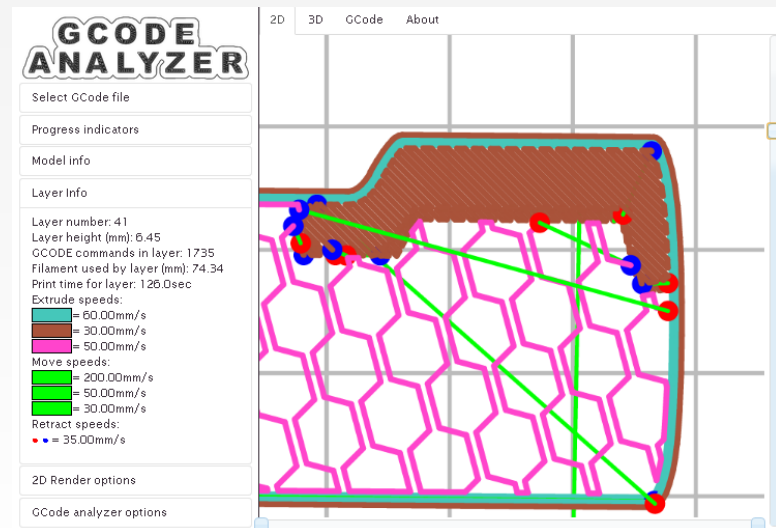 GCODE
ANALYZER
2D 3D GCode About
Select GCode file
Progress indicators
Model info
Layer Info
Layer number: 41
Layer height (mm): 6.45
GCODE commands in layer: 1735
Filament used by layer (mm): 74.34
Print time for layer: 126.0sec
Extrude speeds:
= 60.00mm/s
= 30.00mm/s
= 50.00mm/s
Move speeds:
= 200.00mm/s
= 50.00mm/s
= 30.00mm/s
Retract speeds:
= 35.00mm/s
2D Render options
GCode analyzer options